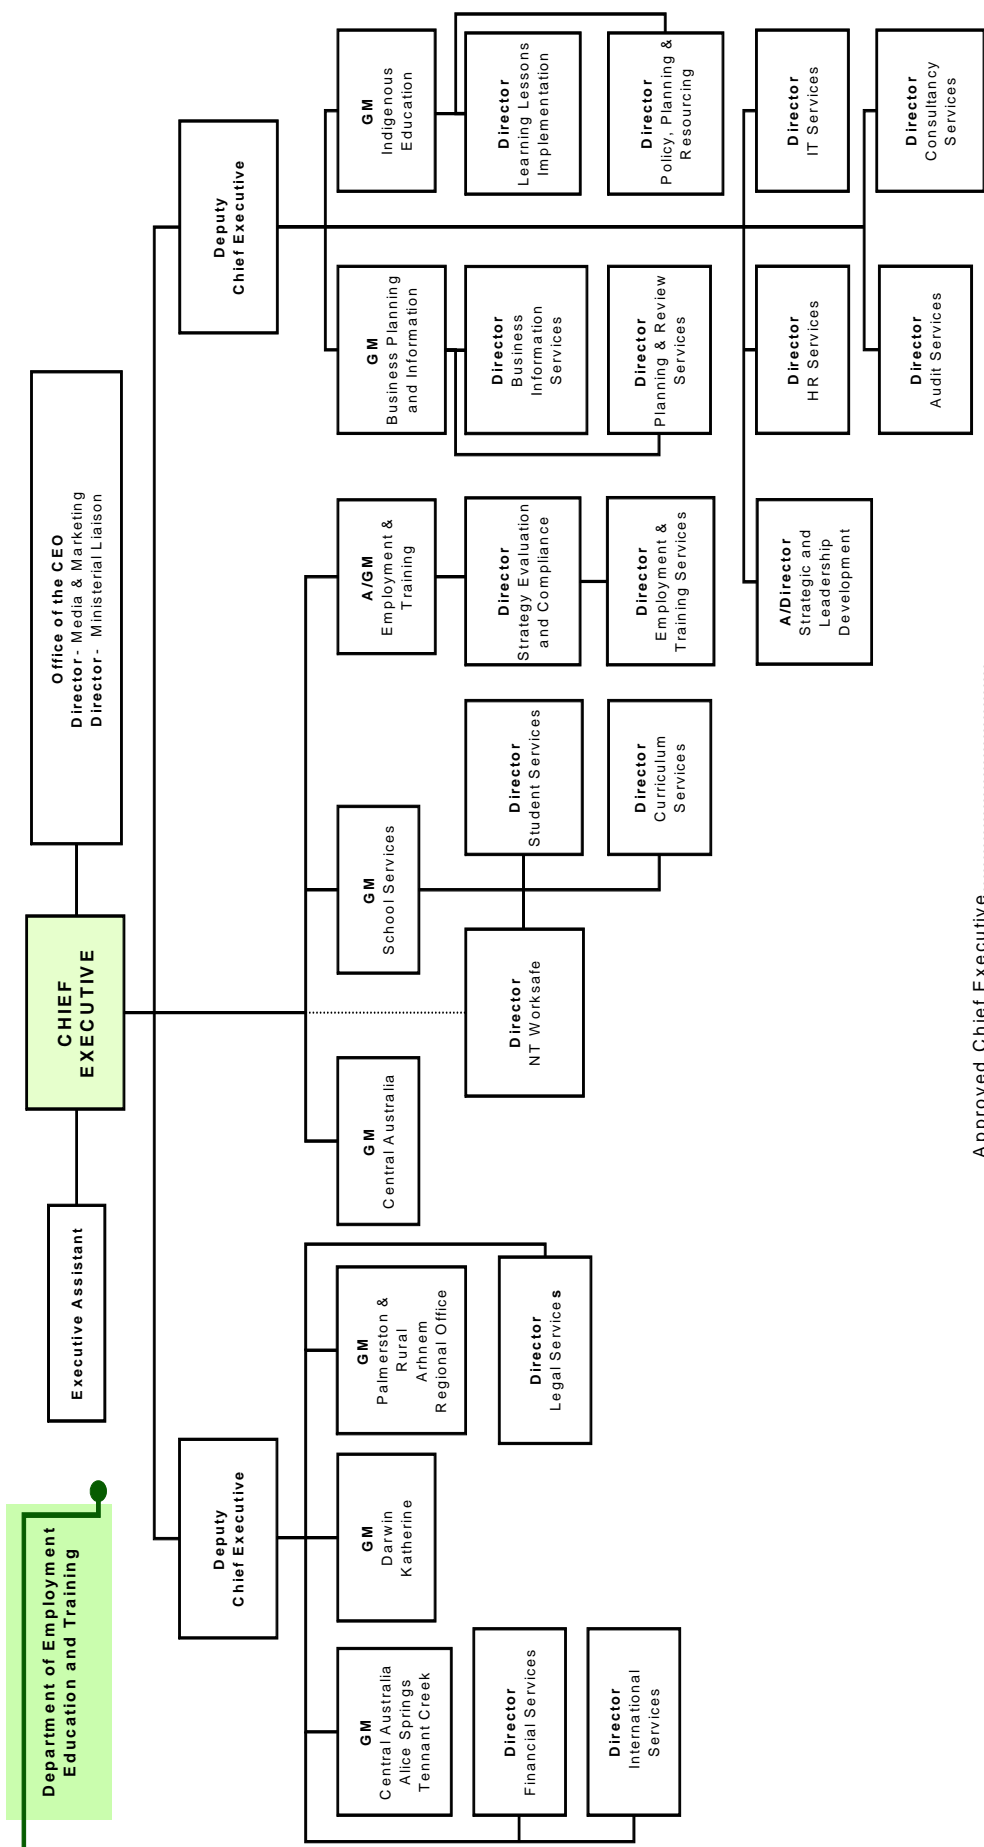 Department of Employment
Education and Training
Executive Assistant
CHIEF
EXECUTIVE
Office of the CEO
Director - Media & Marketing
Director - Ministerial Liaison
Deputy
Chief Executive
Deputy
Chief Executive
GM
Central Australia
Alice Springs
Tennant Creek
GM
Darwin
Katherine
GM
Palmerston &
Rural
Arhnem
Regional Office
GM
Central Australia
GM
School Services
A/GM
Employment &
Training
GM
Business Planning
and Information
GM
Indigenous
Education
Director
Financial Services
Director
Legal Services
Director
NT Worksafe
Director
Student Services
Director
Strategy Evaluation
and Compliance
Director
Business
Information
Services
Director
Learning Lessons
Implementation
Director
International
Services
Director
Curriculum
Services
Director
Employment &
Training Services
Director
Planning & Review
Services
Director
Policy, Planning &
Resourcing
A/Director
Strategic and
Leadership
Development
Director
HR Services
Director
IT Services
Director
Audit Services
Director
Consultancy
Services
Approved Chief Executive